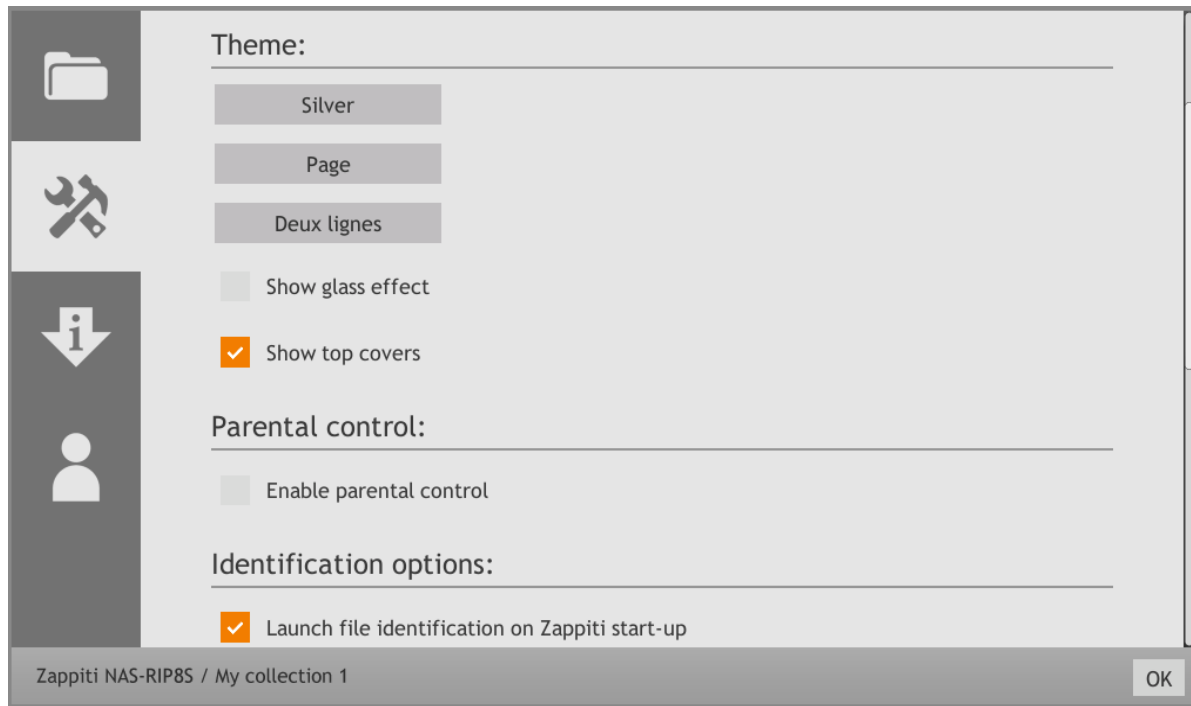 Theme:
Silver
Page
Deux lignes
Show glass effect
Show top covers
Parental control:
Enable parental control
Identification options:
Launch file identification on Zappiti start-up
Zappiti NAS-RIP8S / My collection 1
OK